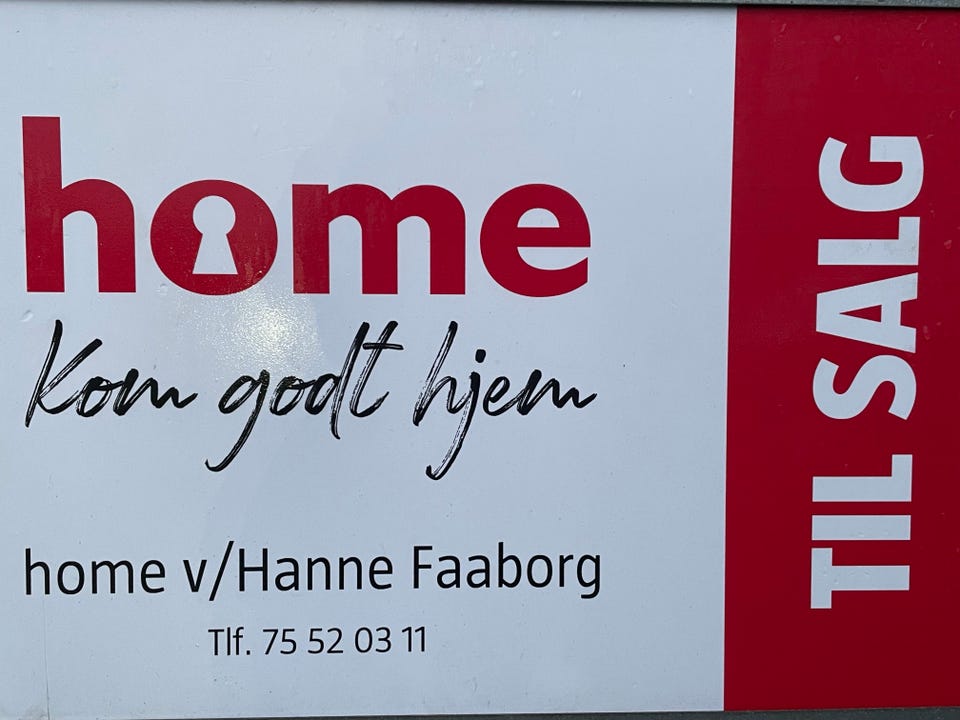 home
Kom godt hjem
home v/Hanne Faaborg
Tlf. 75 52 03 11
TIL SALG